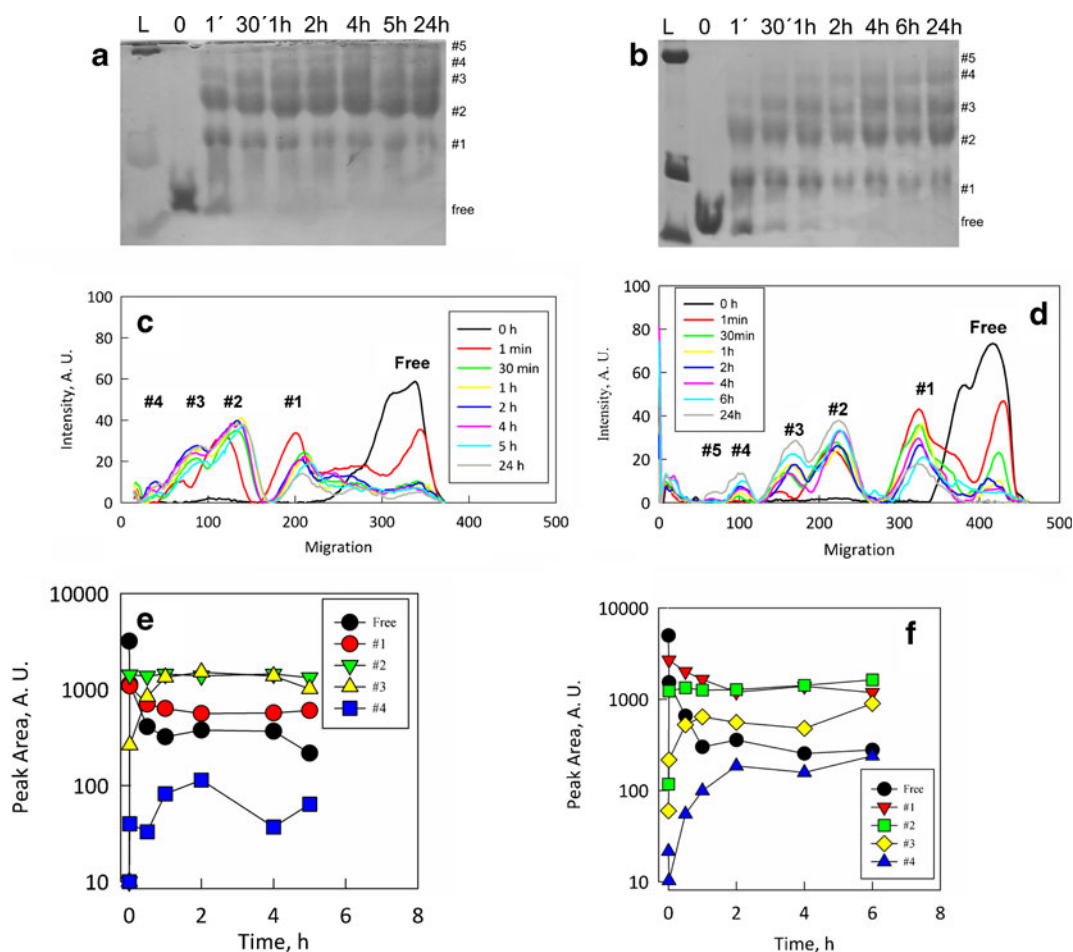 L 0 1´ 30´ 1h 2h 4h 5h 24h
a
#5
#4
#3
#2
#1
free
L 0 1´ 30´ 1h 2h 4h 6h 24h
b
#5
#4
#3
#2
#1
free
100
80
60
40
20
0
Intensity, A. U.
c
#4 #3 #2 #1 Free
0 h
1 min
30 min
1 h
2 h
4 h
5 h
24 h
0 100 200 300 400 500
Migration
100
80
60
40
20
0
Intensity, A. U.
d
0 h
1min
30min
1h
2h
4h
6h
24h
#5 #4 #3 #2 #1 Free
0 100 200 300 400 500
Migration
10000
1000
100
10
Peak Area, A. U.
e
Free
#1
#2
#3
#4
0 2 4 6 8
Time, h
10000
1000
100
10
Peak Area, A. U.
f
Free
#1
#2
#3
#4
0 2 4 6 8
Time, h